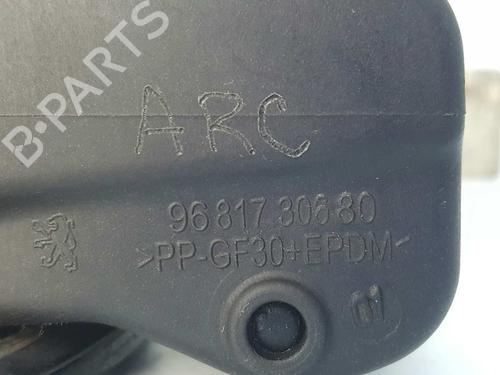 B-PARTS
ARC
96 817 306 80
>PP-GF30+EPDM<